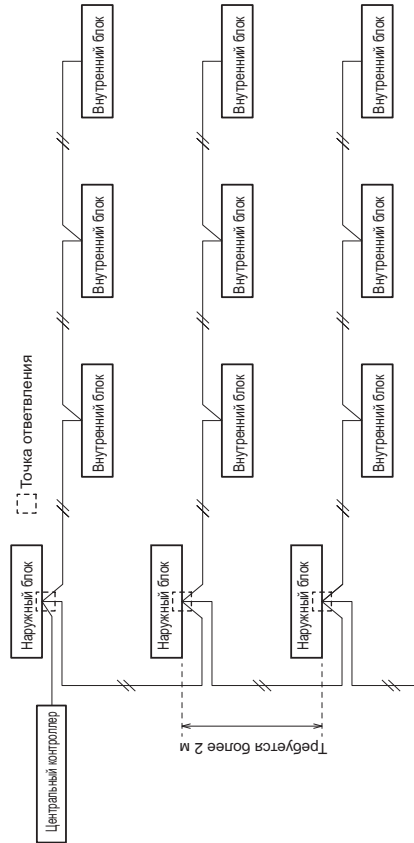 Точка ответвления
Центральный контроллер
Наружный блок
Внутренний блок
Внутренний блок
Внутренний блок
Наружный блок
Внутренний блок
Внутренний блок
Внутренний блок
Требуется более 2 м
Наружный блок
Внутренний блок
Внутренний блок
Внутренний блок